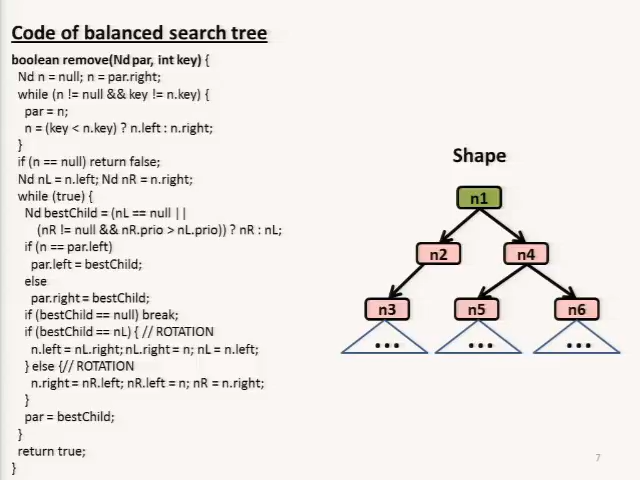 Code of balanced search tree
boolean remove(Nd par, int key) {
Nd n = null; n = par.right;
while (n != null && key != n.key) {
par = n;
n = (key < n.key) ? n.left : n.right;
}
if (n == null) return false;
Nd nL = n.left; Nd nR = n.right;
while (true) {
Nd bestChild = (nL == null ||
(nR != null && nR.prio > nL.prio)) ? nR : nL;
if (n == par.left)
par.left = bestChild;
else
par.right = bestChild;
if (bestChild == null) break;
if (bestChild == nL) { // ROTATION
n.left = nL.right; nL.right = n; nL = n.left;
} else {// ROTATION
n.right = nR.left; nR.left = n; nR = n.right;
}
par = bestChild;
}
return true;
}
Shape
n1
n2 n4
n3 n5 n6
... ... ...
7